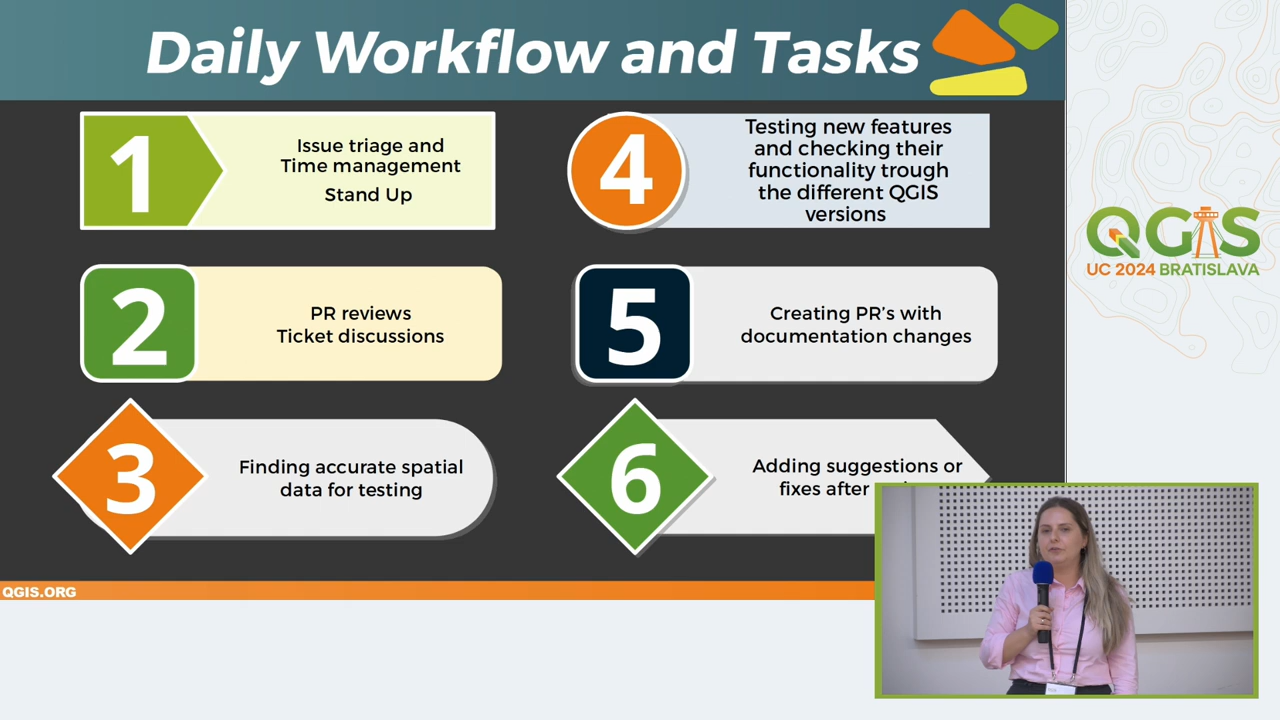 Daily Workflow and Tasks
1
Issue triage and
Time management
Stand Up
2
PR reviews
Ticket discussions
3
Finding accurate spatial
data for testing
4
Testing new features
and checking their
functionality trough
the different QGIS
versions
5
Creating PR’s with
documentation changes
6
Adding suggestions or
fixes after
QGIS.ORG
QGIS
UC 2024 BRATISLAVA